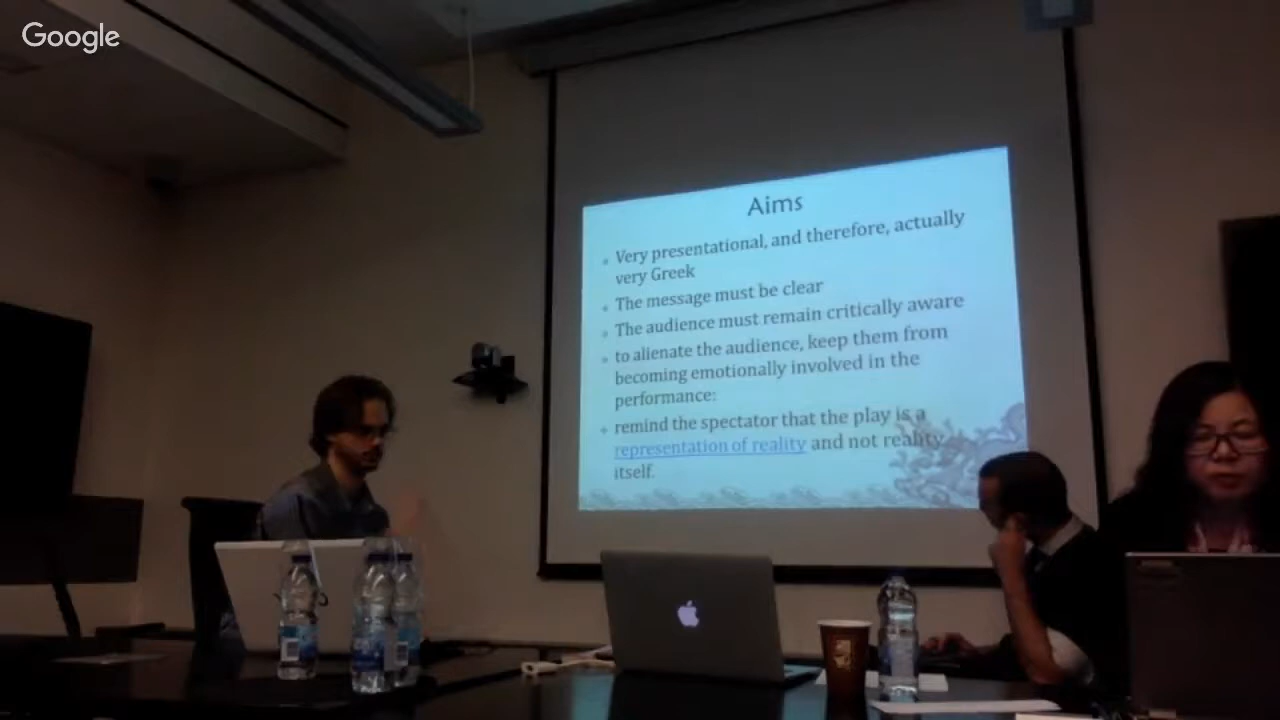 Google
Aims
Very presentational, and therefore, actually
very Greek
The message must be clear
The audience must remain critically aware
to alienate the audience, keep them from
becoming emotionally involved in the
performance:
remind the spectator that the play is a
representation of reality and not reality
itself.